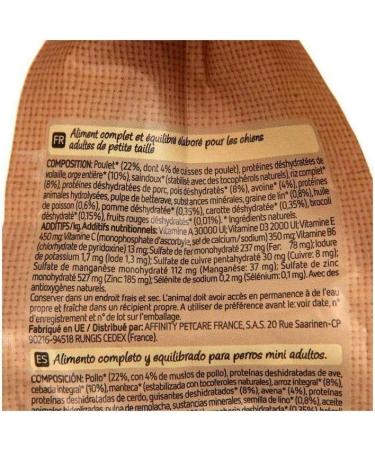 FR Aliment complet et équilibré élaboré pour les chiens
adultes de petite taille
COMPOSITION: Poulet* (22%, dont 4% de cuisses de poulet), protéines déshydratées de
volaille, orge entière* (10%), saindoux* (stabilisé avec des tocophérols naturels), riz complet*
(8%), protéines déshydratées de porc, pois déshydratés* (8%), avoine* (4%), protéines
animales hydrolysées, pulpe de betterave, substances minérales, graine de lin* (0,8%), huile
de poisson (0,6%), pomme déshydratée* (0,35%), carotte déshydratée* (0,35%), brocoli
déshydraté* (0,15%), fruits rouges déshydratés* (0,01%). *Ingrédients naturels.
ADDITIFS/kg. Additifs nutritionnels: Vitamine A 30000 UI; Vitamine D3 2000 UI; Vitamine E
450 mg; Vitamine C (monophosphate d'ascorbyle, sel de calcium/sodium) 350 mg; Vitamine B6
(chlorhydrate de pyridoxine) 13 mg; Sulfate de fer monohydraté 237 mg (Fer: 78 mg); Iodure
de potassium 1,7 mg (Iode 1,3 mg); Sulfate de cuivre pentahydraté 30 mg (Cuivre: 8 mg);
Sulfate de manganèse monohydraté 112 mg (Manganèse: 37 mg); Sulfate de zinc
monohydraté 527 mg (Zinc 185 mg); Sélénite de sodium 0,2 mg (Sélénium: 0,1 mg). Avec des
antioxygènes naturels.
Conserver dans un endroit frais et sec. L'animal doit avoir accès en permanence à de l'eau
propre et fraîche dans un récipient propre. A utiliser de préférence avant le: voir date, n°
d'enregistrement et n° de lot sur l'emballage.
Fabriqué en UE / Distribué par: AFFINITY PETCARE FRANCE, S.A.S. 20 Rue Saarinen-CP
90216-94518 RUNGIS CEDEX (France).
ES Alimento completo y equilibrado para perros mini adultos.
COMPOSICIÓN: Pollo* (22%, con 4% de muslos de pollo), proteínas deshidratadas de ave,
cebada integral* (10%), manteca* (estabilizada con tocoferoles naturales), arroz integral* (8%),
proteínas deshidratadas de cerdo, guisantes deshidratados* (8%), avena* (4%), proteínas
animales hidrolizadas, pulpa de remolacha, sustancias minerales, semilla de lino* (0,8%), aceite